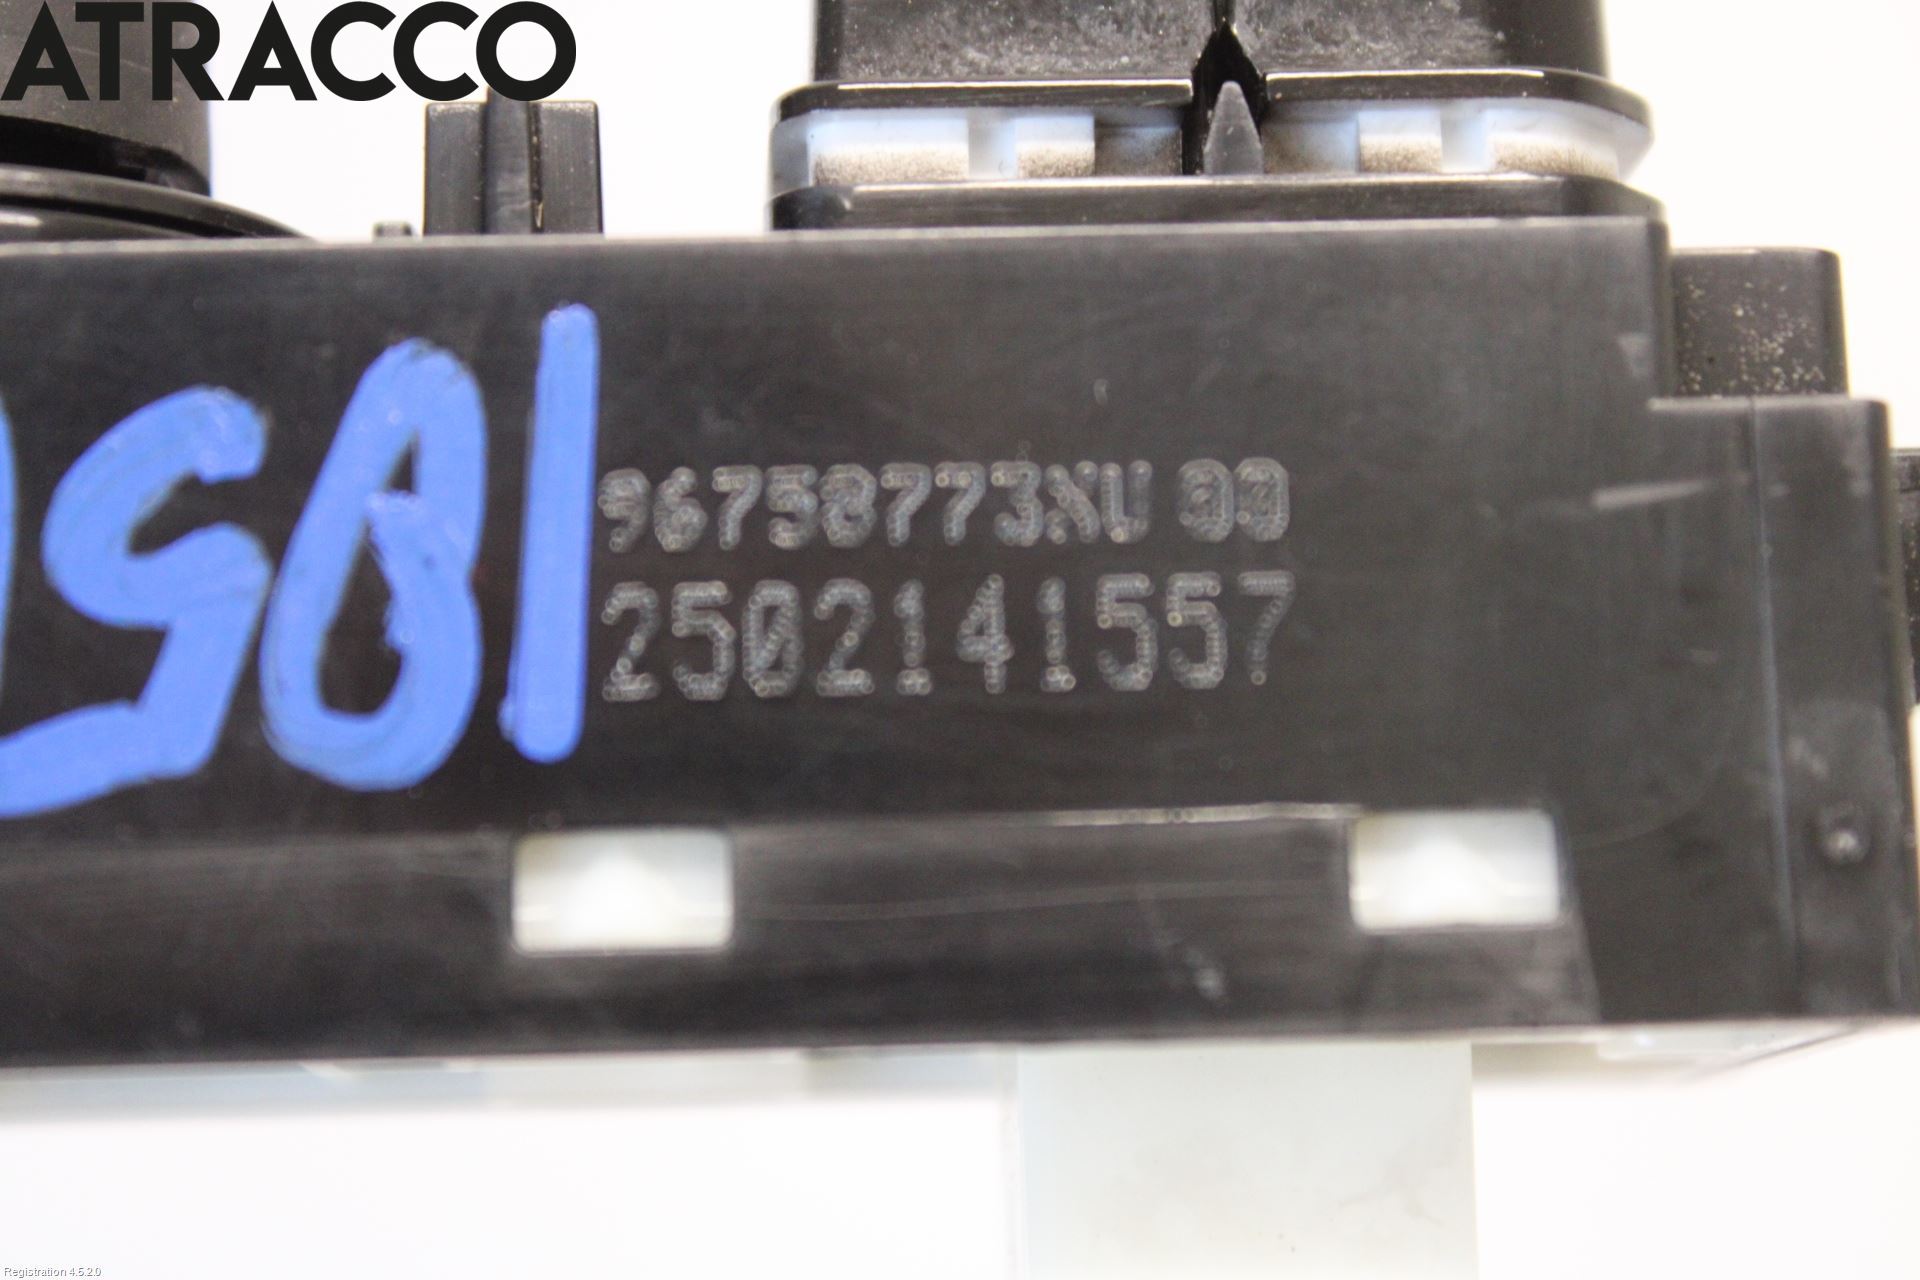 ATRACCO
96758773XU 00
2502141557
Registration 4.5.2.0